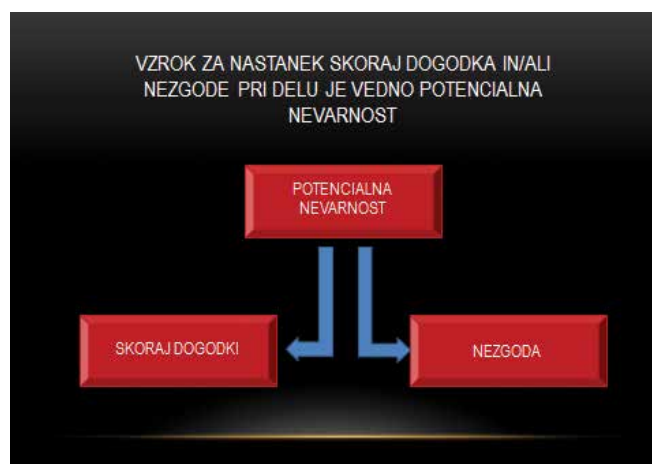 VZROK ZA NASTANEK SKORAJ DOGODKA IN/ALI
NEZGODE PRI DELU JE VEDNO POTENCIALNA
NEVARNOST
POTENCIALNA
NEVARNOST
SKORAJ DOGODKI
NEZGODA